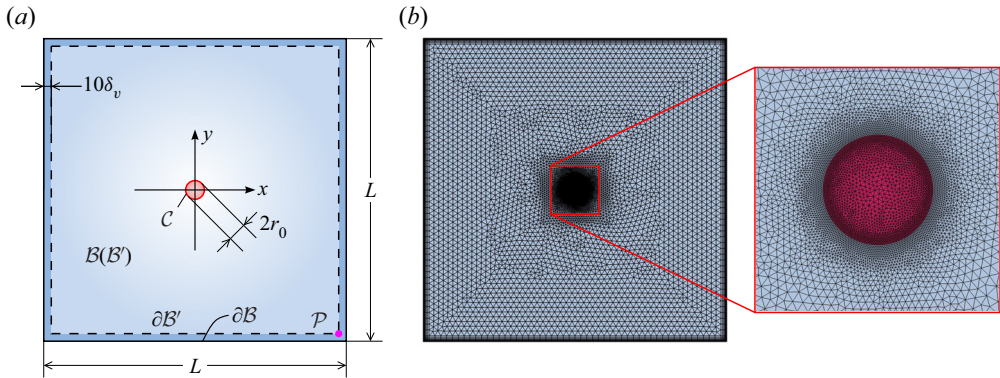 (a)
(b)
10δ_v
y
x
L
𝒞
2r_0
ℬ(ℬ′)
∂ℬ′
∂ℬ
𝒫
L